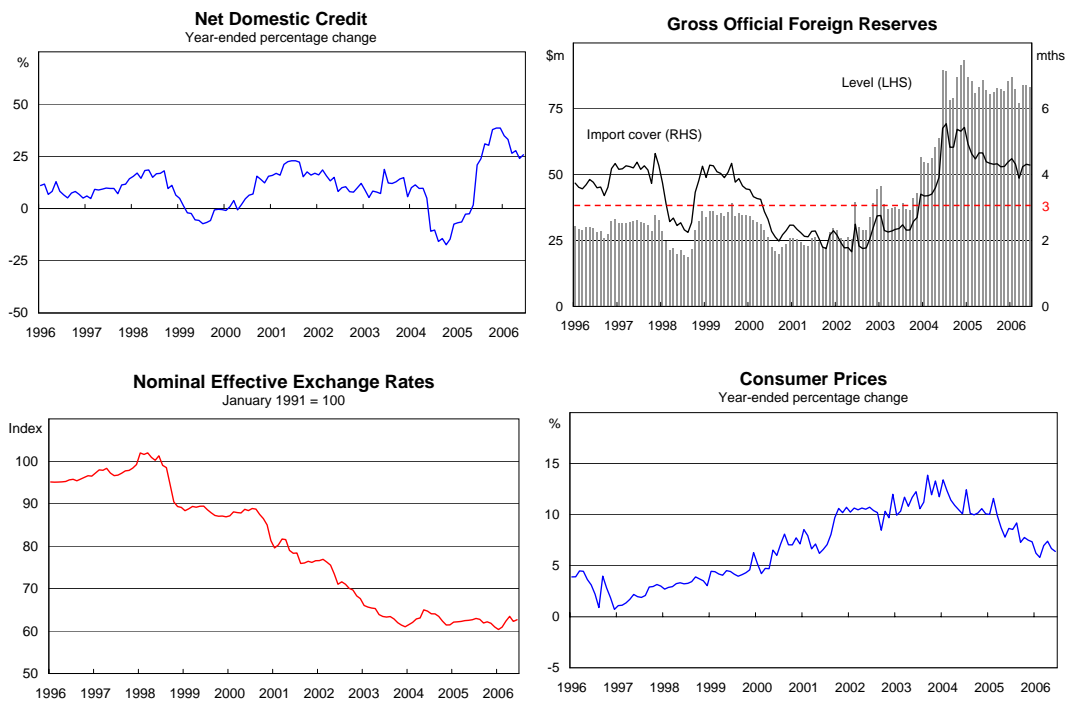 Net Domestic Credit
Year-ended percentage change
%
50
25
0
-25
-50
1996 1997 1998 1999 2000 2001 2002 2003 2004 2005 2006
Gross Official Foreign Reserves
$m mths
Level (LHS)
75 6
Import cover (RHS)
50 4
3
25 2
0 0
1996 1997 1998 1999 2000 2001 2002 2003 2004 2005 2006
Nominal Effective Exchange Rates
January 1991 = 100
Index
100
90
80
70
60
50
1996 1997 1998 1999 2000 2001 2002 2003 2004 2005 2006
Consumer Prices
Year-ended percentage change
%
15
10
5
0
-5
1996 1997 1998 1999 2000 2001 2002 2003 2004 2005 2006